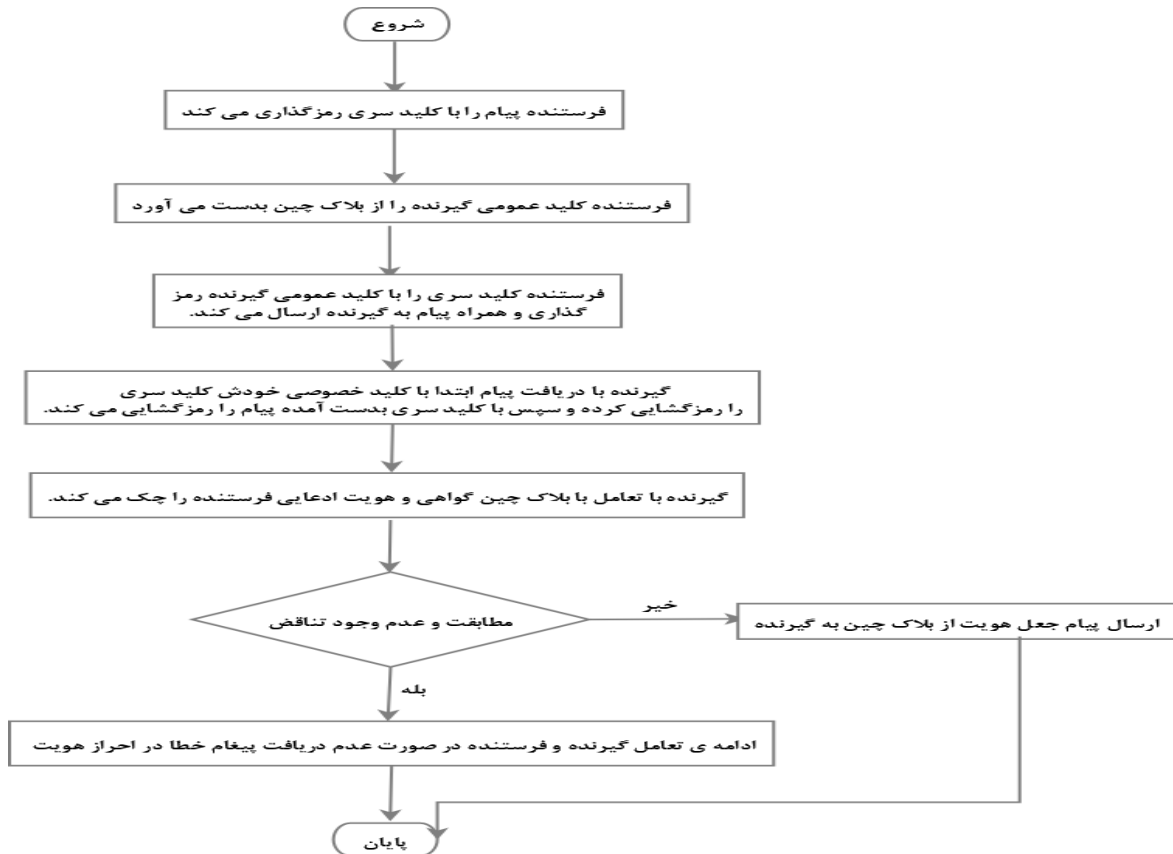 شروع
فرستنده پیام را با کلید سری رمزگذاری می کند
فرستنده کلید عمومی گیرنده را از بلاک چین بدست می آورد
فرستنده کلید سری را با کلید عمومی گیرنده رمز
گذاری و همراه پیام به گیرنده ارسال می کند.
گیرنده با دریافت پیام ابتدا با کلید خصوصی خودش کلید سری
را رمزگشایی کرده و سپس با کلید سری بدست آمده پیام را رمزگشایی می کند.
گیرنده با تعامل با بلاک چین گواهی و هویت ادعایی فرستنده را چک می کند.
مطابقت و عدم وجود تناقض
خیر
ارسال پیام جعل هویت از بلاک چین به گیرنده
بله
ادامه ی تعامل گیرنده و فرستنده در صورت عدم دریافت پیغام خطا در احراز هویت
پایان